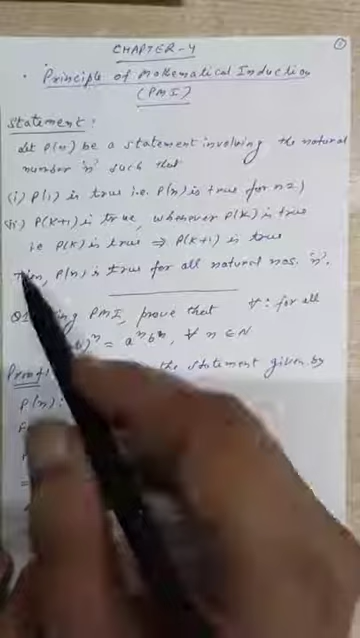 CHAPTER-4
①
• Principle of Mathematical Induction
(PMI)
Statement:
Let P(n) be a statement involving the natural
number 'n' such that
(i) P(1) is true i.e. P(n) is true for n=1
(ii) P(k+1) is true, whenever P(k) is true
i.e P(k) is true ⇒ P(k+1) is true
Then, P(n) is true for all natural nos. 'n'.
PMI, prove that ∀: for all
b)ⁿ = aⁿbⁿ, ∀ n ∈ N
Proof: the statement given by
P(n):